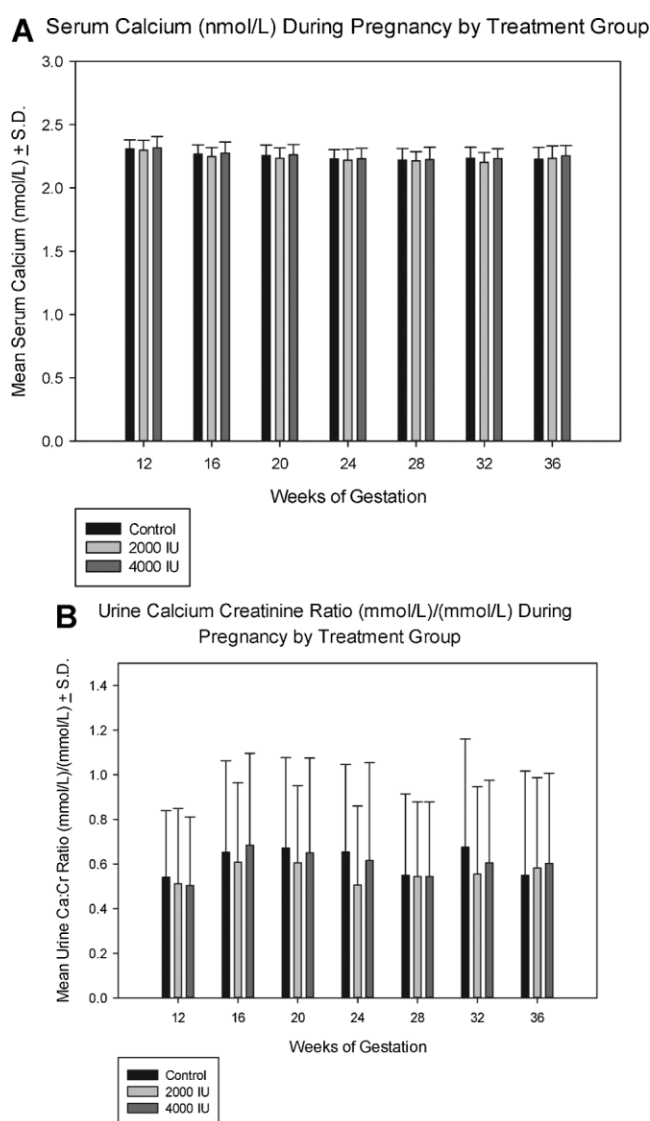 A Serum Calcium (nmol/L) During Pregnancy by Treatment Group
Mean Serum Calcium (nmol/L) ± S.D.
3.0
2.5
2.0
1.5
1.0
0.5
0.0
12 16 20 24 28 32 36
Weeks of Gestation
Control
2000 IU
4000 IU
B Urine Calcium Creatinine Ratio (mmol/L)/(mmol/L) During
Pregnancy by Treatment Group
Mean Urine Ca:Cr Ratio (mmol/L)/(mmol/L) ± S.D.
1.4
1.2
1.0
0.8
0.6
0.4
0.2
0.0
12 16 20 24 28 32 36
Weeks of Gestation
Control
2000 IU
4000 IU